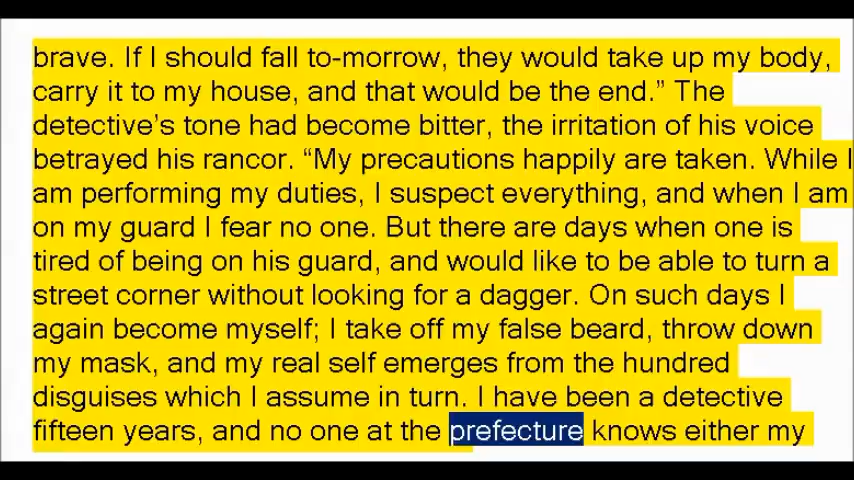 brave. If I should fall to-morrow, they would take up my body,
carry it to my house, and that would be the end.” The
detective’s tone had become bitter, the irritation of his voice
betrayed his rancor. “My precautions happily are taken. While I
am performing my duties, I suspect everything, and when I am
on my guard I fear no one. But there are days when one is
tired of being on his guard, and would like to be able to turn a
street corner without looking for a dagger. On such days I
again become myself; I take off my false beard, throw down
my mask, and my real self emerges from the hundred
disguises which I assume in turn. I have been a detective
fifteen years, and no one at the prefecture knows either my